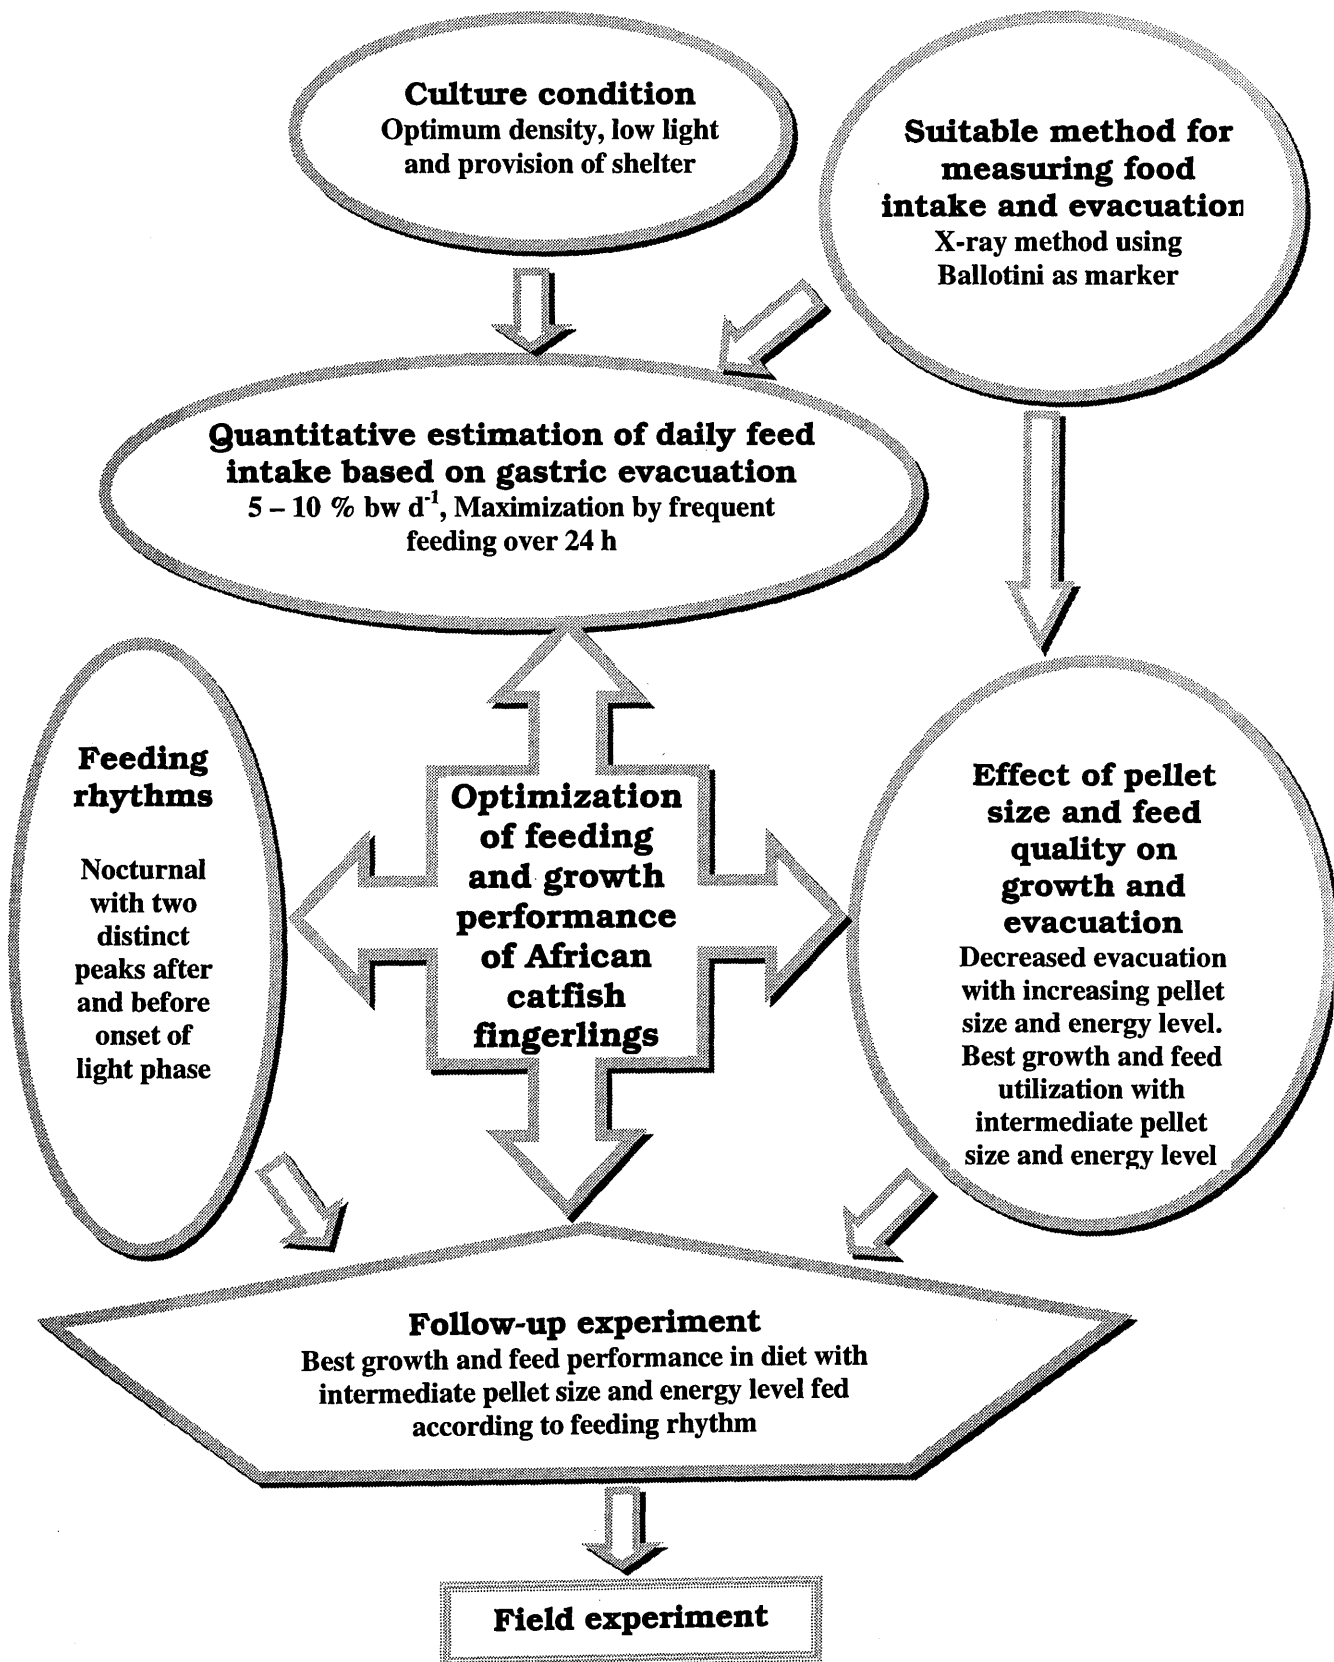 Culture condition
Optimum density, low light
and provision of shelter
Suitable method for
measuring food
intake and evacuation
X-ray method using
Ballotini as marker
Quantitative estimation of daily feed
intake based on gastric evacuation
5 – 10 % bw d⁻¹, Maximization by frequent
feeding over 24 h
Feeding
rhythms
Nocturnal
with two
distinct
peaks after
and before
onset of
light phase
Optimization
of feeding
and growth
performance
of African
catfish
fingerlings
Effect of pellet
size and feed
quality on
growth and
evacuation
Decreased evacuation
with increasing pellet
size and energy level.
Best growth and feed
utilization with
intermediate pellet
size and energy level
Follow-up experiment
Best growth and feed performance in diet with
intermediate pellet size and energy level fed
according to feeding rhythm
Field experiment